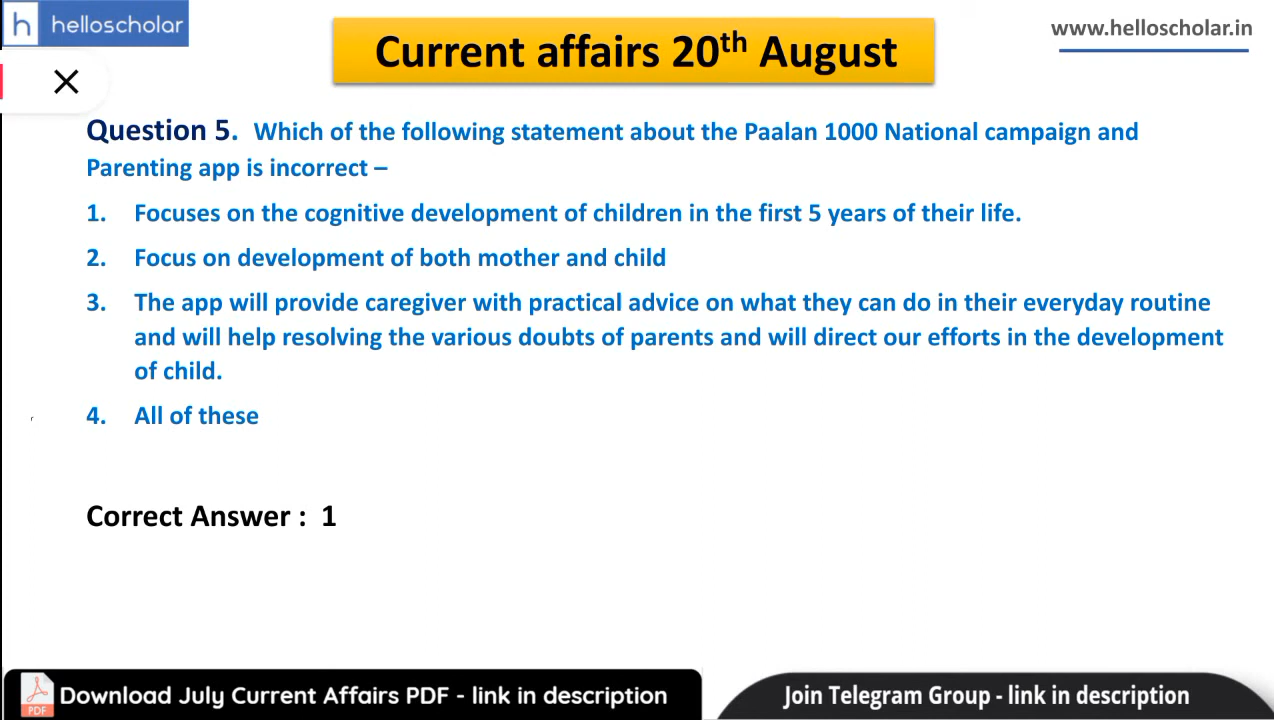 h helloscholar
www.helloscholar.in
Current affairs 20th August
Question 5. Which of the following statement about the Paalan 1000 National campaign and
Parenting app is incorrect –
1. Focuses on the cognitive development of children in the first 5 years of their life.
2. Focus on development of both mother and child
3. The app will provide caregiver with practical advice on what they can do in their everyday routine
and will help resolving the various doubts of parents and will direct our efforts in the development
of child.
4. All of these
Correct Answer : 1
PDF Download July Current Affairs PDF - link in description
Join Telegram Group - link in description